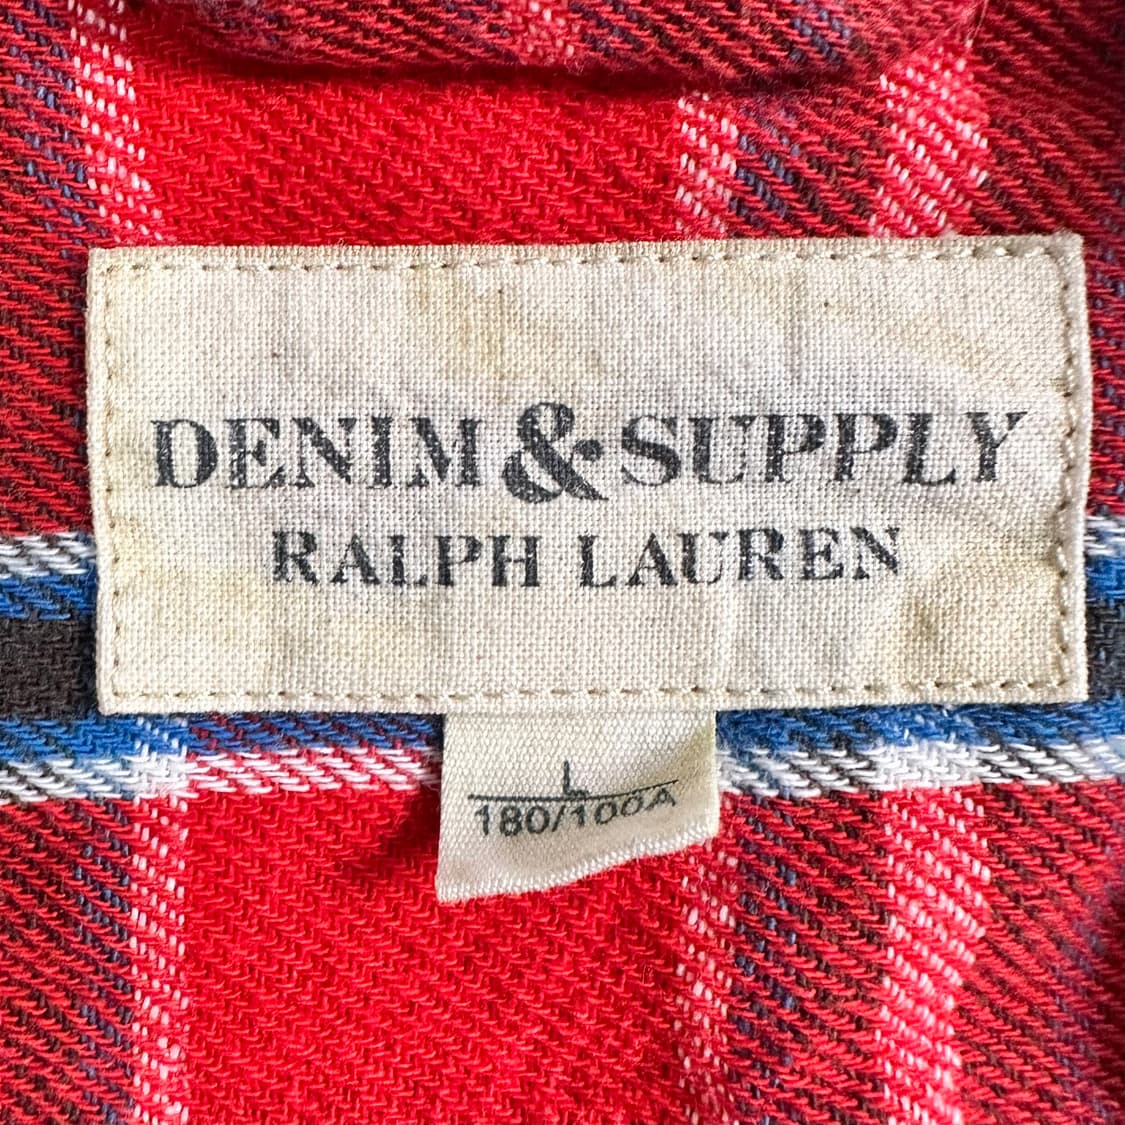 DENIM & SUPPLY
RALPH LAUREN
L
180/100A